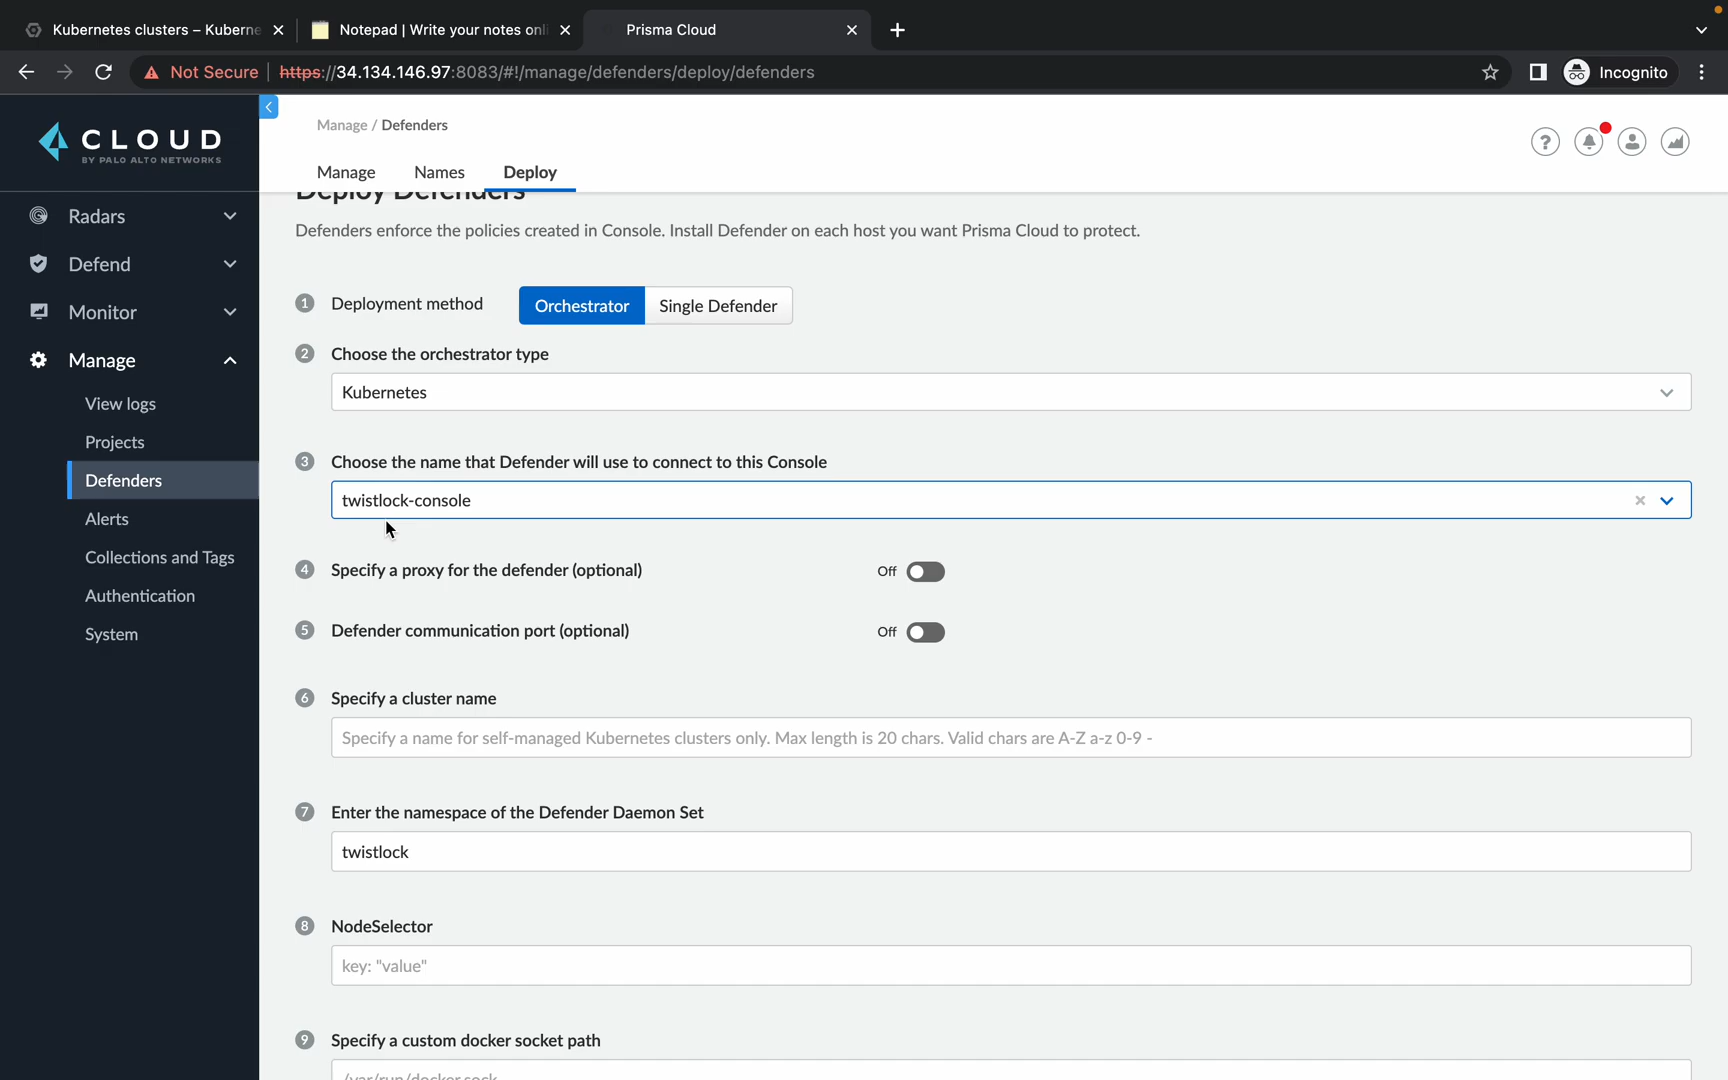 Kubernetes clusters – Kuberne
Notepad | Write your notes onli
Prisma Cloud
Not Secure
https://34.134.146.97:8083/#!/manage/defenders/deploy/defenders
Incognito
CLOUD
BY PALO ALTO NETWORKS
Manage / Defenders
Manage
Names
Deploy
Radars
Defend
Monitor
Manage
View logs
Projects
Defenders
Alerts
Collections and Tags
Authentication
System
Deploy Defenders
Defenders enforce the policies created in Console. Install Defender on each host you want Prisma Cloud to protect.
1 Deployment method
Orchestrator
Single Defender
2 Choose the orchestrator type
Kubernetes
3 Choose the name that Defender will use to connect to this Console
twistlock-console
4 Specify a proxy for the defender (optional)
Off
5 Defender communication port (optional)
Off
6 Specify a cluster name
Specify a name for self-managed Kubernetes clusters only. Max length is 20 chars. Valid chars are A-Z a-z 0-9 -
7 Enter the namespace of the Defender Daemon Set
twistlock
8 NodeSelector
key: "value"
9 Specify a custom docker socket path
/var/run/docker.sock